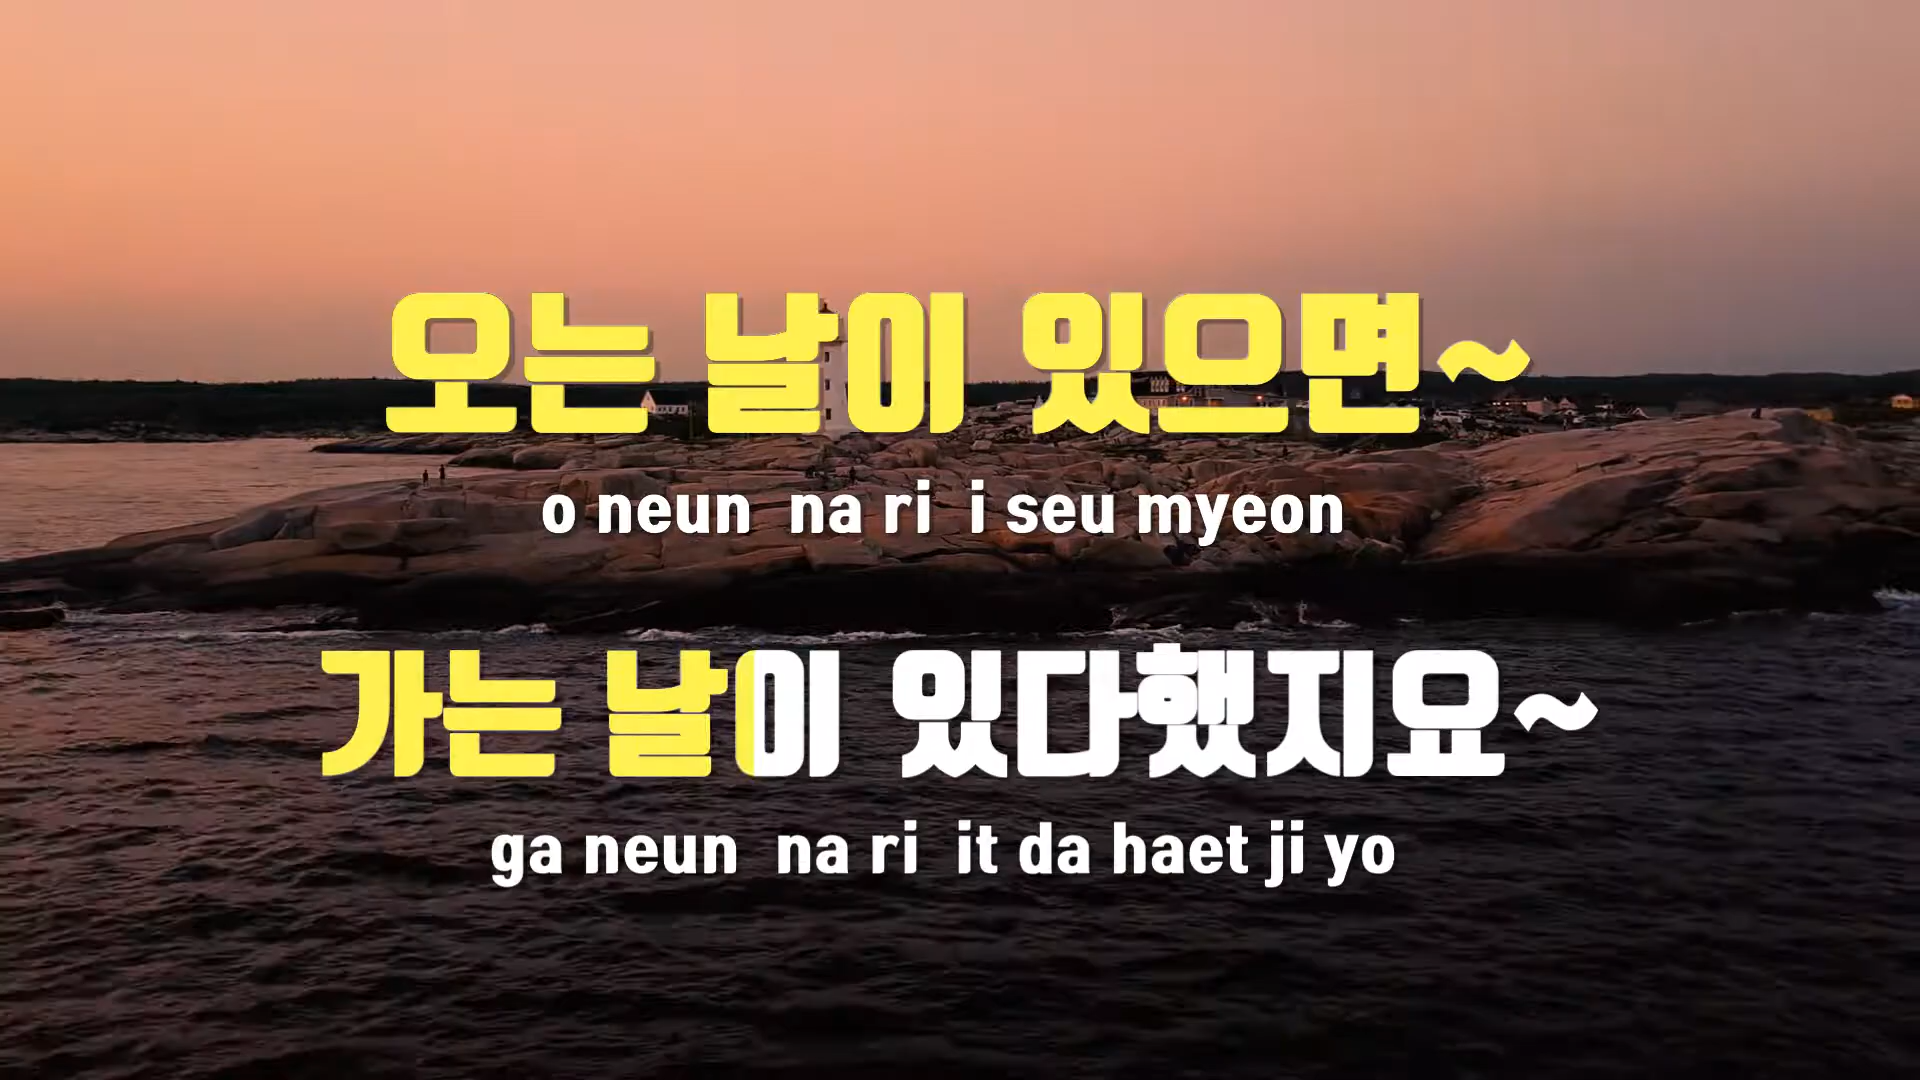 오는 날이 있으면~
o neun na ri i seu myeon
가는 날이 있다했지요~
ga neun na ri it da haet ji yo